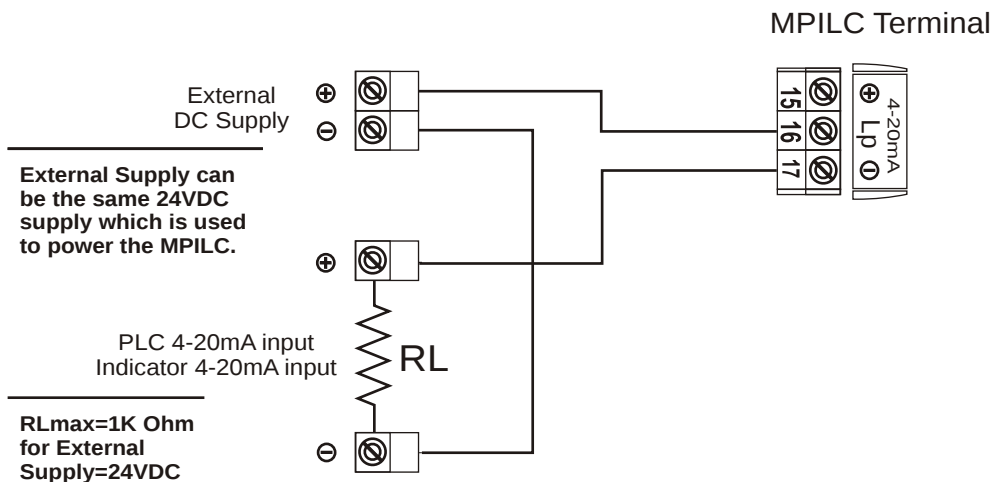 MPILC Terminal
External
DC Supply
+
-
External Supply can
be the same 24VDC
supply which is used
to power the MPILC.
+
PLC 4-20mA input
Indicator 4-20mA input
RL
-
RLmax=1K Ohm
for External
Supply=24VDC
15
16
17
4-20mA
+ Lp -